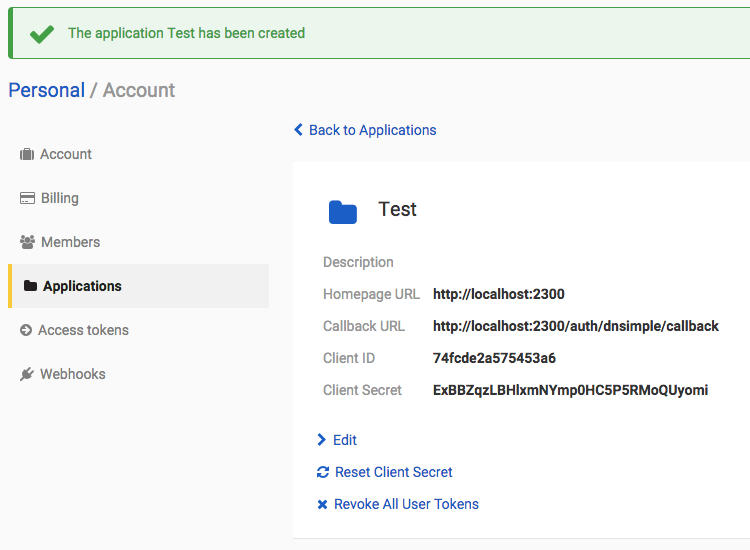 The application Test has been created
Personal / Account
Back to Applications
Account
Billing
Members
Applications
Access tokens
Webhooks
Test
Description
Homepage URL http://localhost:2300
Callback URL http://localhost:2300/auth/dnsimple/callback
Client ID 74fcde2a575453a6
Client Secret ExBBZqzLBHlxmNYmp0HC5P5RMoQUyomi
Edit
Reset Client Secret
Revoke All User Tokens